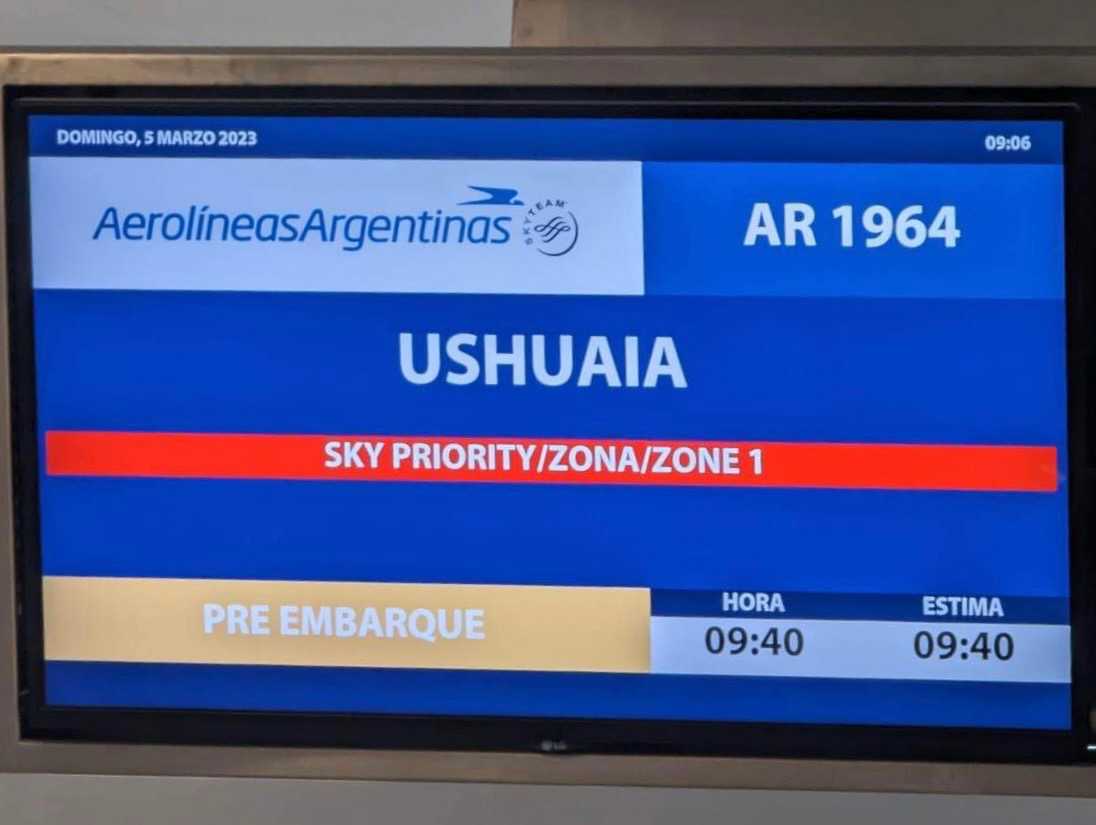 DOMINGO, 5 MARZO 2023 09:06
AerolíneasArgentinas SKYTEAM AR 1964
USHUAIA
SKY PRIORITY/ZONA/ZONE 1
PRE EMBARQUE
HORA ESTIMA
09:40 09:40
LG